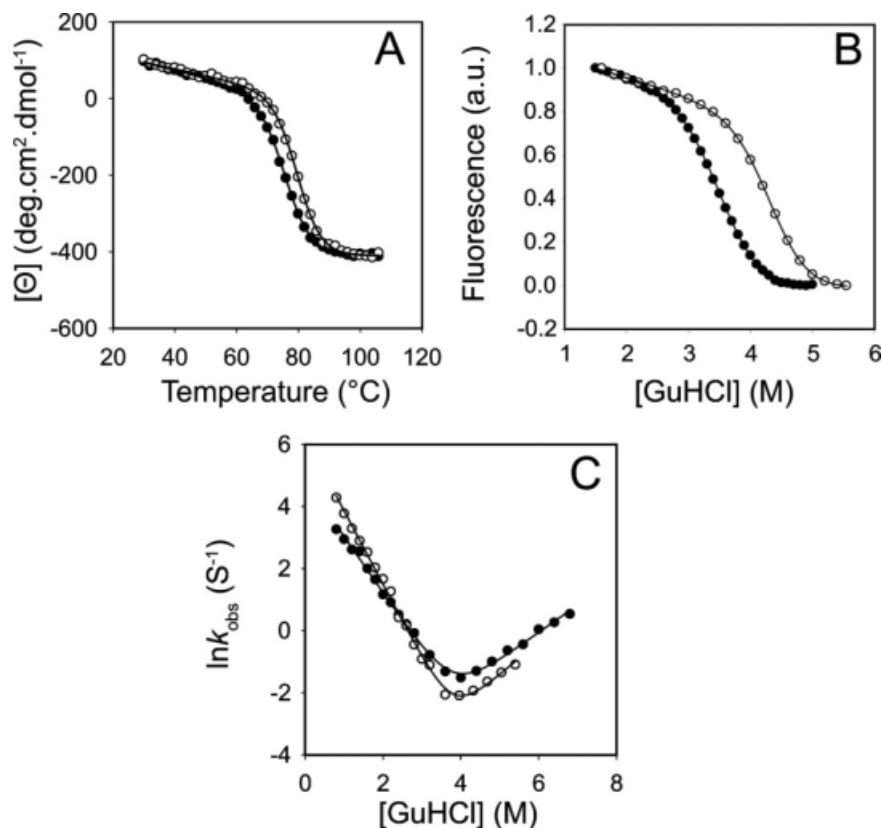 A
[Θ] (deg.cm².dmol⁻¹)
400
200
0
-200
-400
-600
20 40 60 80 100 120
Temperature (°C)
B
Fluorescence (a.u.)
1.2
1.0
0.8
0.6
0.4
0.2
0.0
-0.2
1 2 3 4 5 6
[GuHCl] (M)
C
lnkobs (S⁻¹)
6
4
2
0
-2
-4
0 2 4 6 8
[GuHCl] (M)